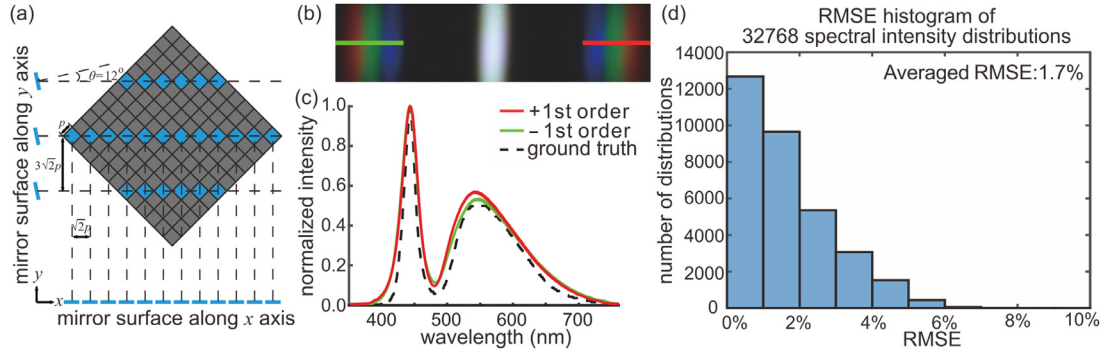 (a)
mirror surface along y axis
θ=12°
p
3√2p
√2p
y
x
mirror surface along x axis
(b)
(c)
1.0
0.8
0.6
0.4
0.2
0
normalized intensity
+1st order
−1st order
ground truth
400
500
600
700
wavelength (nm)
(d)
RMSE histogram of
32768 spectral intensity distributions
Averaged RMSE:1.7%
14000
12000
10000
8000
6000
4000
2000
0
number of distributions
0%
2%
4%
6%
8%
10%
RMSE